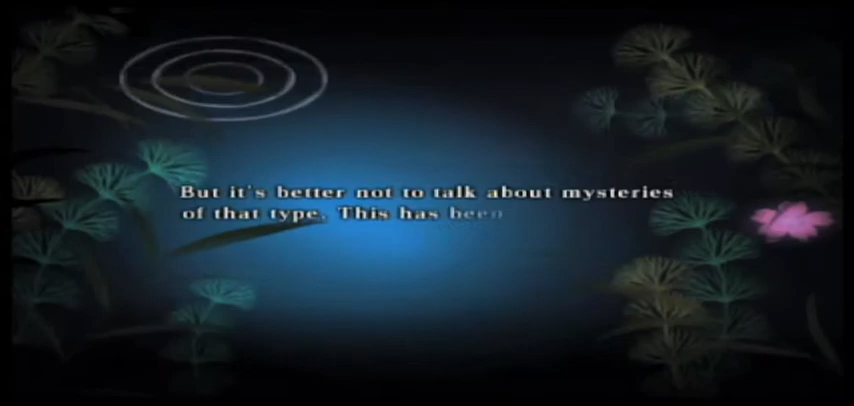 But it's better not to talk about mysteries
of that type. This has been